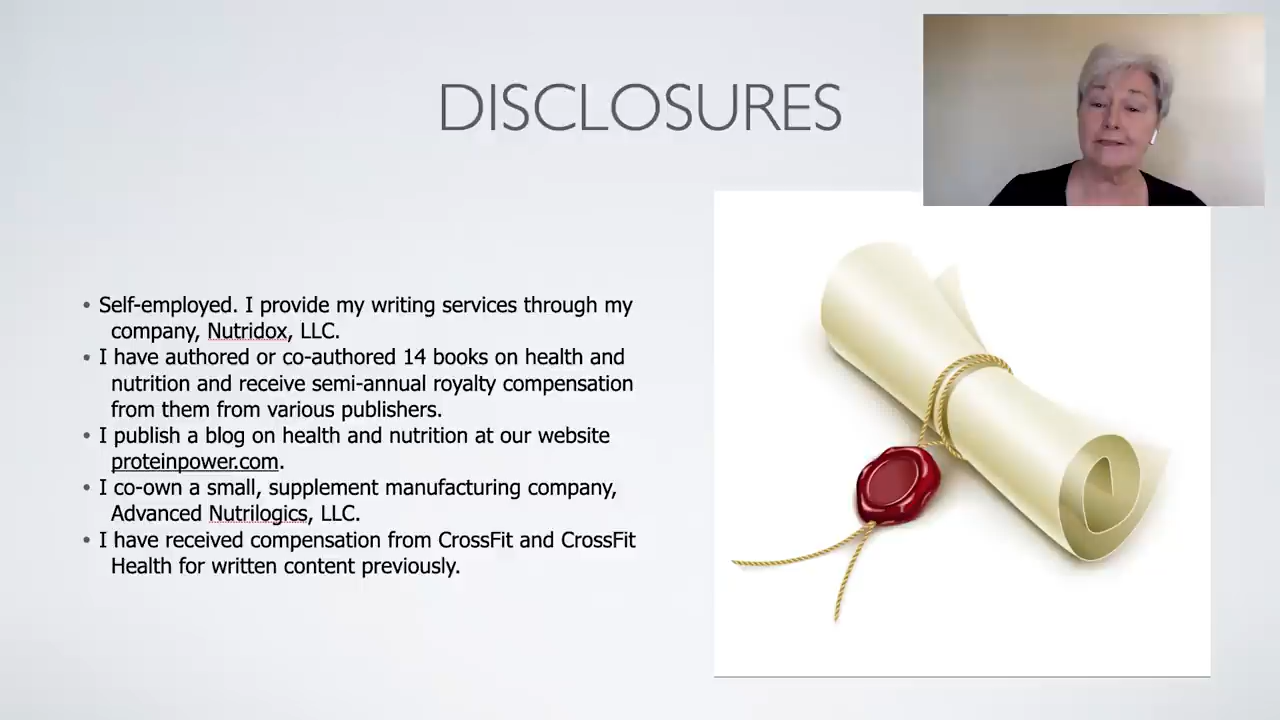 DISCLOSURES
• Self-employed. I provide my writing services through my
company, Nutridox, LLC.
• I have authored or co-authored 14 books on health and
nutrition and receive semi-annual royalty compensation
from them from various publishers.
• I publish a blog on health and nutrition at our website
proteinpower.com.
• I co-own a small, supplement manufacturing company,
Advanced Nutrilogics, LLC.
• I have received compensation from CrossFit and CrossFit
Health for written content previously.